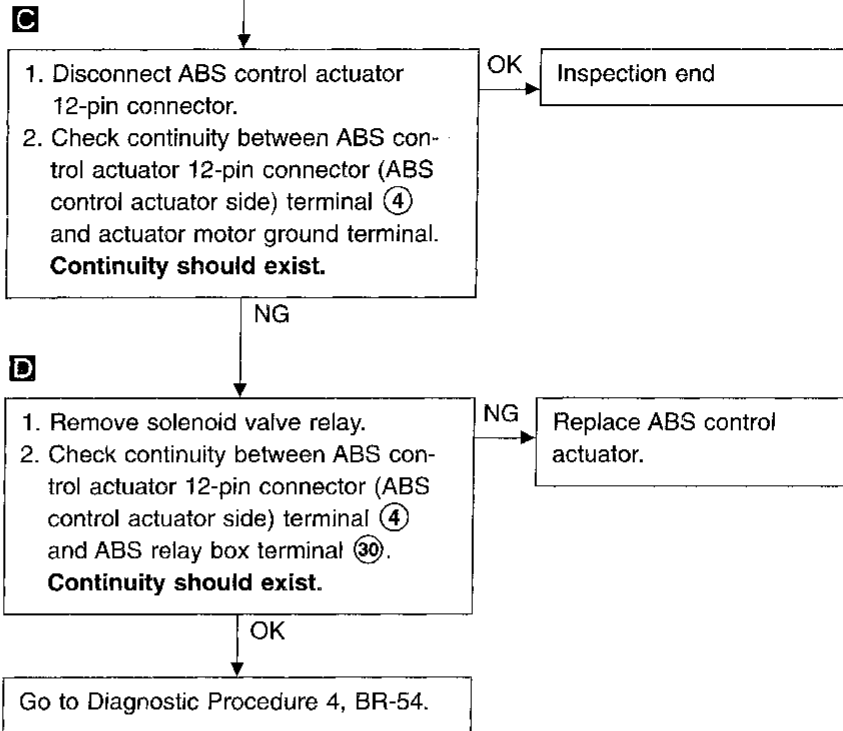 C
1. Disconnect ABS control actuator
12-pin connector.
2. Check continuity between ABS con-
trol actuator 12-pin connector (ABS
control actuator side) terminal ④
and actuator motor ground terminal.
Continuity should exist.
OK
Inspection end
NG
D
1. Remove solenoid valve relay.
2. Check continuity between ABS con-
trol actuator 12-pin connector (ABS
control actuator side) terminal ④
and ABS relay box terminal ㉚.
Continuity should exist.
NG
Replace ABS control
actuator.
OK
Go to Diagnostic Procedure 4, BR-54.